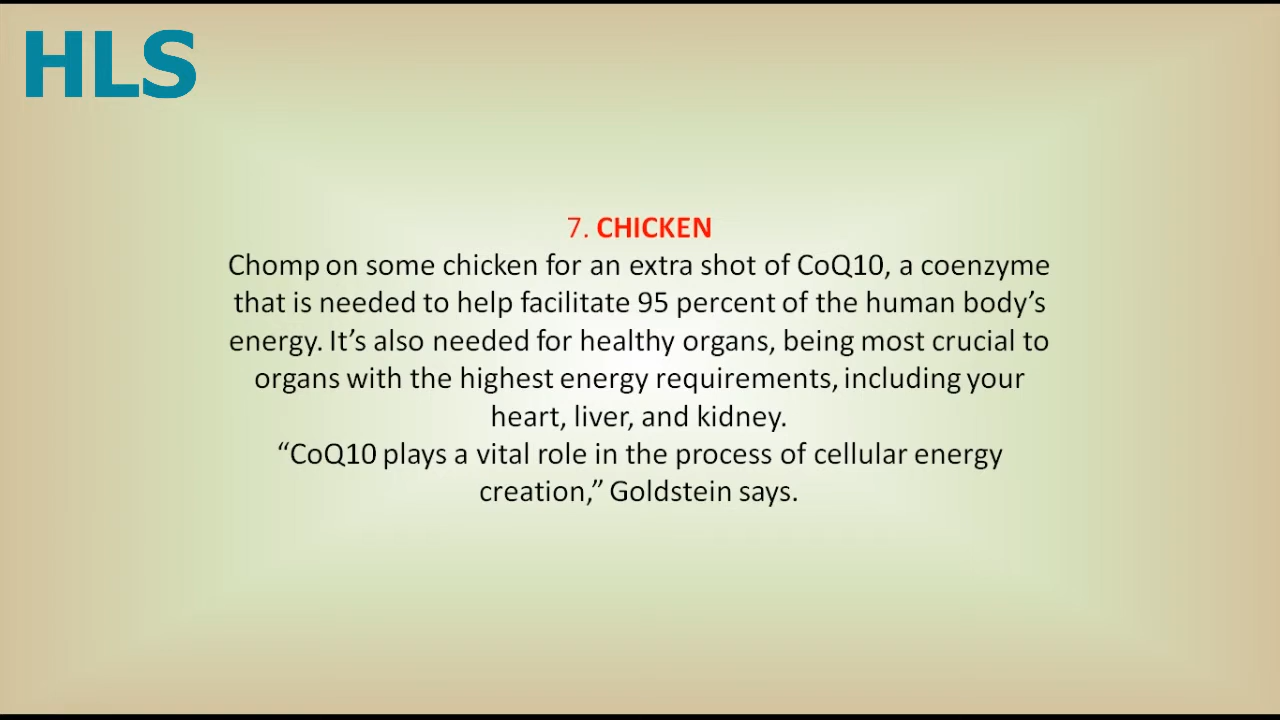 HLS
7. CHICKEN
Chomp on some chicken for an extra shot of CoQ10, a coenzyme
that is needed to help facilitate 95 percent of the human body’s
energy. It’s also needed for healthy organs, being most crucial to
organs with the highest energy requirements, including your
heart, liver, and kidney.
“CoQ10 plays a vital role in the process of cellular energy
creation,” Goldstein says.